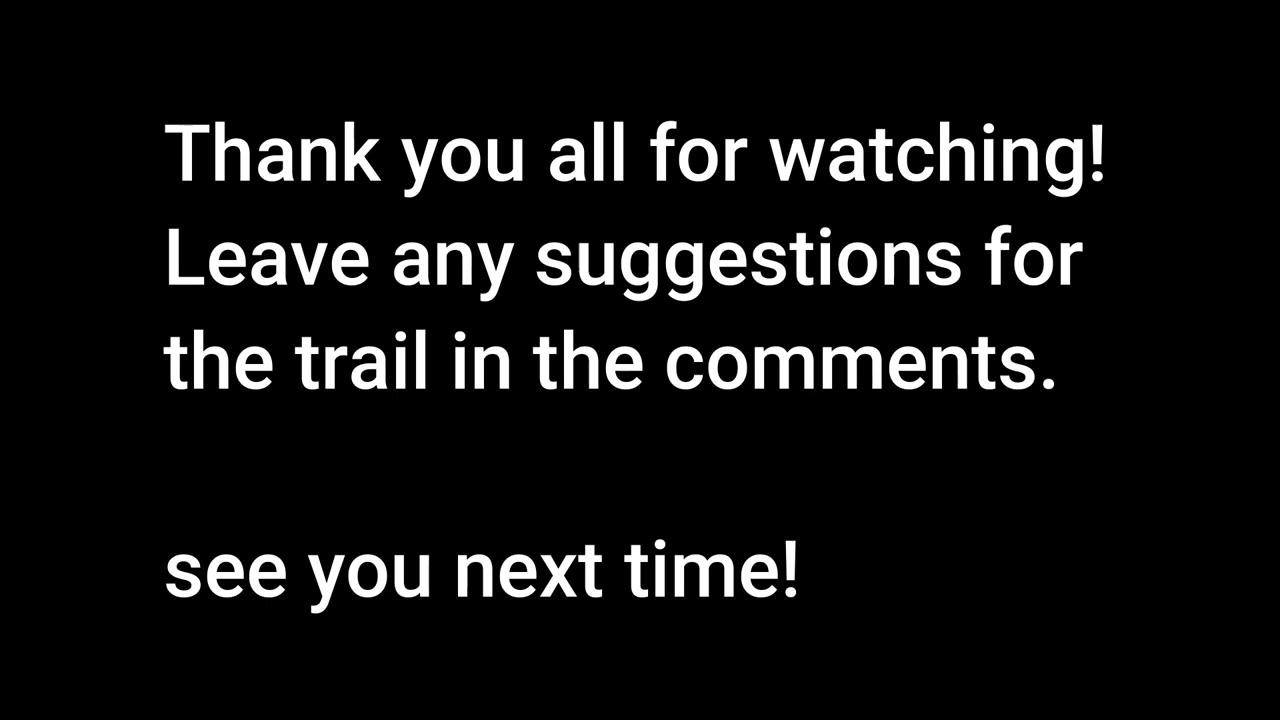 Thank you all for watching!
Leave any suggestions for
the trail in the comments.
see you next time!